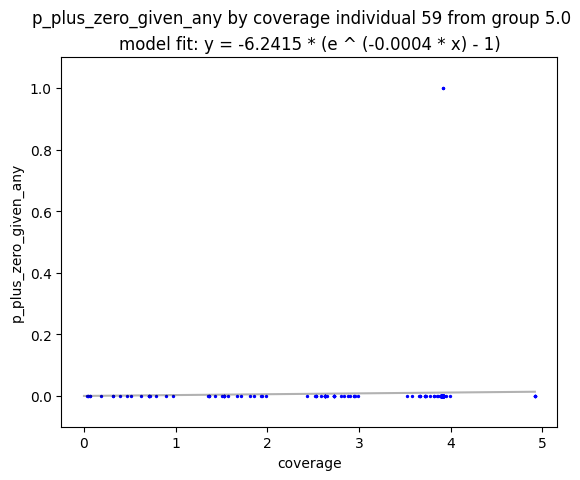 p_plus_zero_given_any by coverage individual 59 from group 5.0
model fit: y = -6.2415 * (e ^ (-0.0004 * x) - 1)
1.0
0.8
0.6
0.4
0.2
0.0
p_plus_zero_given_any
0 1 2 3 4 5
coverage